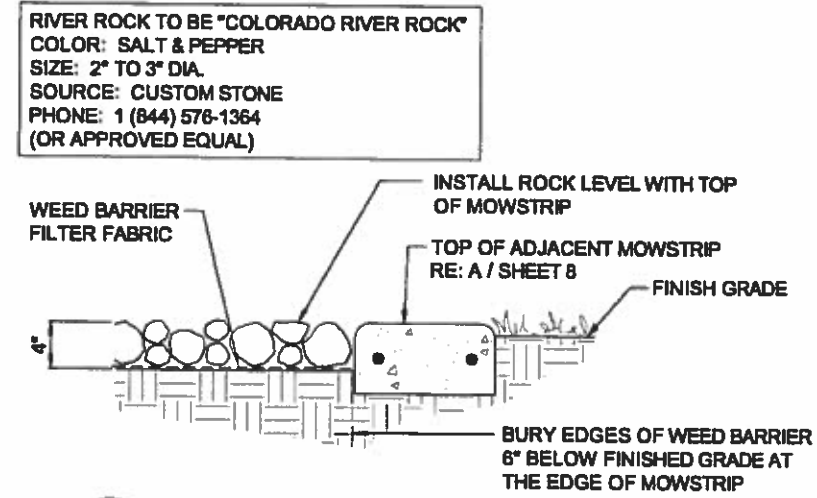 RIVER ROCK TO BE "COLORADO RIVER ROCK"
COLOR: SALT & PEPPER
SIZE: 2" TO 3" DIA.
SOURCE: CUSTOM STONE
PHONE: 1 (844) 576-1364
(OR APPROVED EQUAL)
INSTALL ROCK LEVEL WITH TOP
OF MOWSTRIP
WEED BARRIER
FILTER FABRIC
TOP OF ADJACENT MOWSTRIP
RE: A / SHEET 8
FINISH GRADE
4"
BURY EDGES OF WEED BARRIER
6" BELOW FINISHED GRADE AT
THE EDGE OF MOWSTRIP